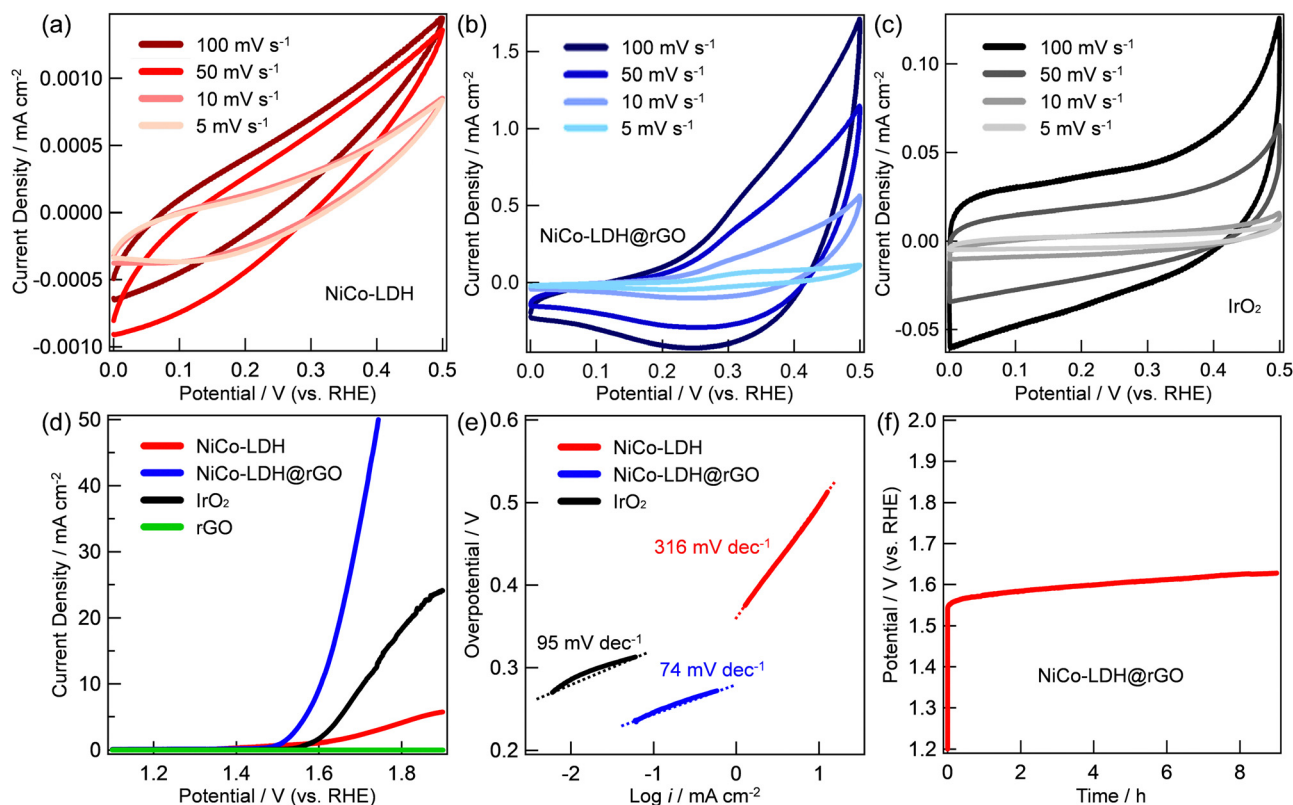 (a)
100 mV s⁻¹
50 mV s⁻¹
10 mV s⁻¹
5 mV s⁻¹
NiCo-LDH
0.0010
0.0005
0.0000
-0.0005
-0.0010
Current Density / mA cm⁻²
0.0 0.1 0.2 0.3 0.4 0.5
Potential / V (vs. RHE)
(b)
100 mV s⁻¹
50 mV s⁻¹
10 mV s⁻¹
5 mV s⁻¹
NiCo-LDH@rGO
1.5
1.0
0.5
0.0
Current Density / mA cm⁻²
0.0 0.1 0.2 0.3 0.4 0.5
Potential / V (vs. RHE)
(c)
100 mV s⁻¹
50 mV s⁻¹
10 mV s⁻¹
5 mV s⁻¹
IrO₂
0.10
0.05
0.00
-0.05
Current Density / mA cm⁻²
0.0 0.1 0.2 0.3 0.4 0.5
Potential / V (vs. RHE)
(d)
NiCo-LDH
NiCo-LDH@rGO
IrO₂
rGO
50
40
30
20
10
0
Current Density / mA cm⁻²
1.2 1.4 1.6 1.8
Potential / V (vs. RHE)
(e)
NiCo-LDH
NiCo-LDH@rGO
IrO₂
316 mV dec⁻¹
95 mV dec⁻¹
74 mV dec⁻¹
0.6
0.5
0.4
0.3
0.2
Overpotential / V
-2 -1 0 1
Log i / mA cm⁻²
(f)
NiCo-LDH@rGO
2.0
1.9
1.8
1.7
1.6
1.5
1.4
1.3
1.2
Potential / V (vs. RHE)
0 2 4 6 8
Time / h